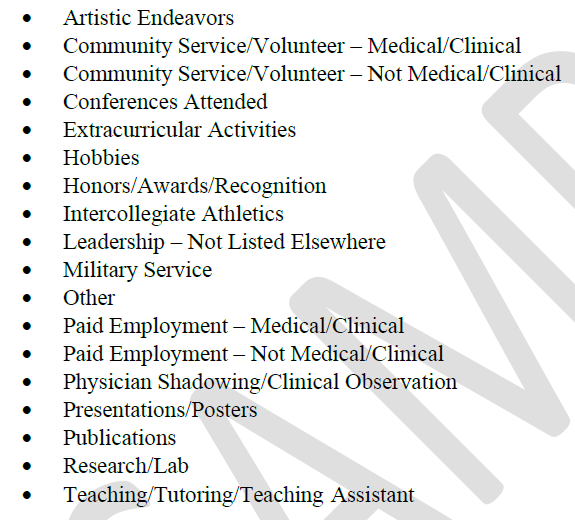 • Artistic Endeavors
• Community Service/Volunteer – Medical/Clinical
• Community Service/Volunteer – Not Medical/Clinical
• Conferences Attended
• Extracurricular Activities
• Hobbies
• Honors/Awards/Recognition
• Intercollegiate Athletics
• Leadership – Not Listed Elsewhere
• Military Service
• Other
• Paid Employment – Medical/Clinical
• Paid Employment – Not Medical/Clinical
• Physician Shadowing/Clinical Observation
• Presentations/Posters
• Publications
• Research/Lab
• Teaching/Tutoring/Teaching Assistant